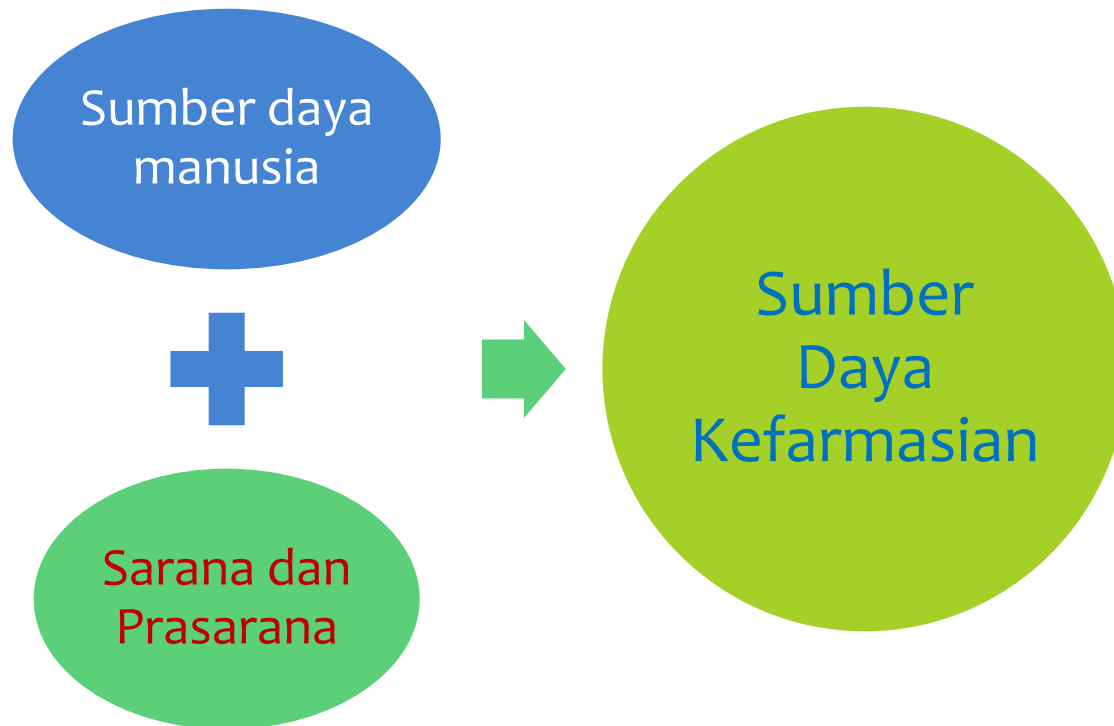 Sumber daya
manusia
Sarana dan
Prasarana
Sumber
Daya
Kefarmasian